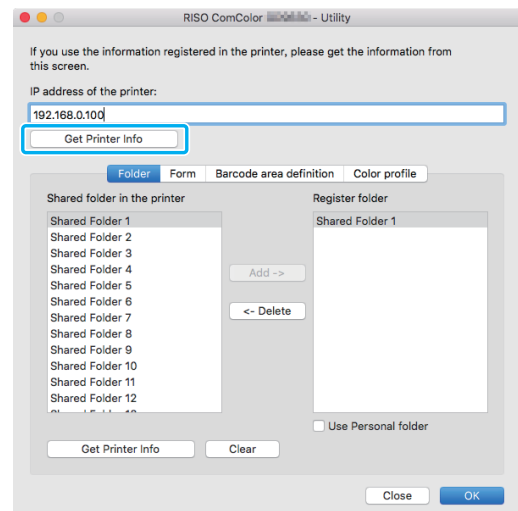 RISO ComColor - Utility
If you use the information registered in the printer, please get the information from
this screen.
IP address of the printer:
192.168.0.100
Get Printer Info
Folder Form Barcode area definition Color profile
Shared folder in the printer
Shared Folder 1
Shared Folder 2
Shared Folder 3
Shared Folder 4
Shared Folder 5
Shared Folder 6
Shared Folder 7
Shared Folder 8
Shared Folder 9
Shared Folder 10
Shared Folder 11
Shared Folder 12
Add ->
<- Delete
Register folder
Shared Folder 1
Use Personal folder
Get Printer Info Clear
Close OK